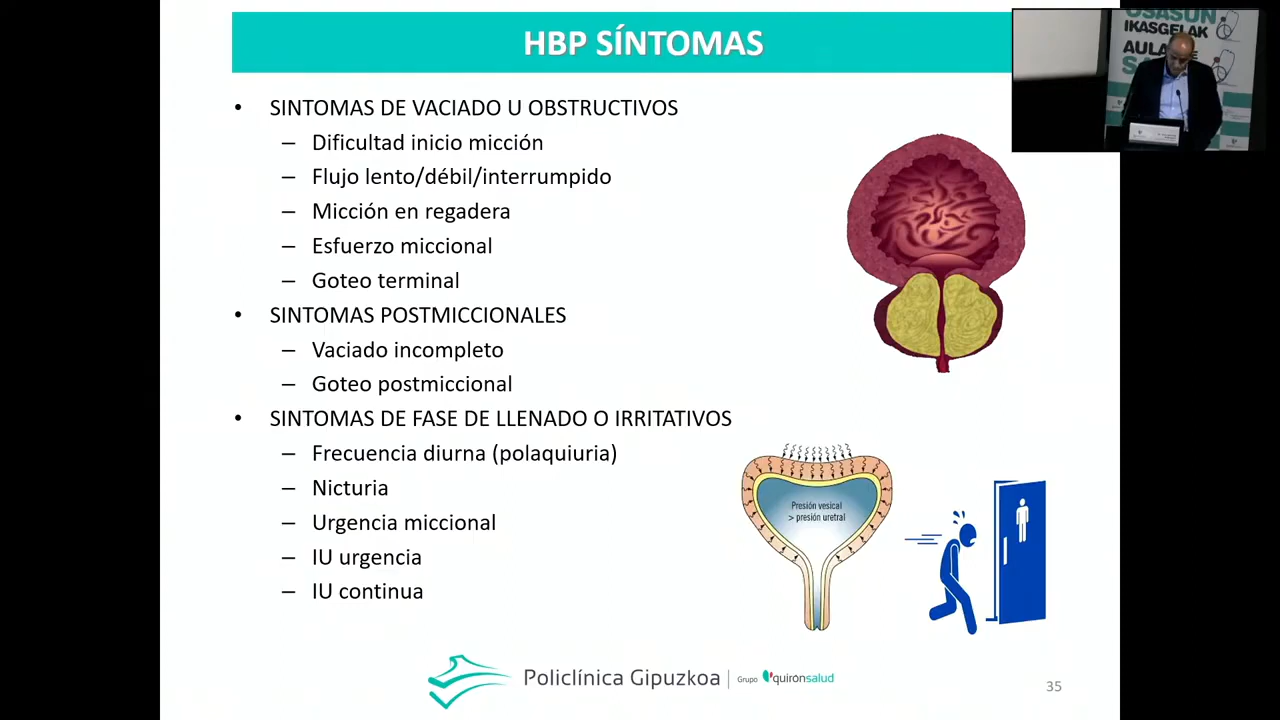 HBP SÍNTOMAS
• SINTOMAS DE VACIADO U OBSTRUCTIVOS
– Dificultad inicio micción
– Flujo lento/débil/interrumpido
– Micción en regadera
– Esfuerzo miccional
– Goteo terminal
• SINTOMAS POSTMICCIONALES
– Vaciado incompleto
– Goteo postmiccional
• SINTOMAS DE FASE DE LLENADO O IRRITATIVOS
– Frecuencia diurna (polaquiuria)
– Nicturia
– Urgencia miccional
– IU urgencia
– IU continua
Presión vesical
> presión uretral
Policlínica Gipuzkoa | Grupo quirónsalud
35
OSASUN
IKASGELAK
AULA